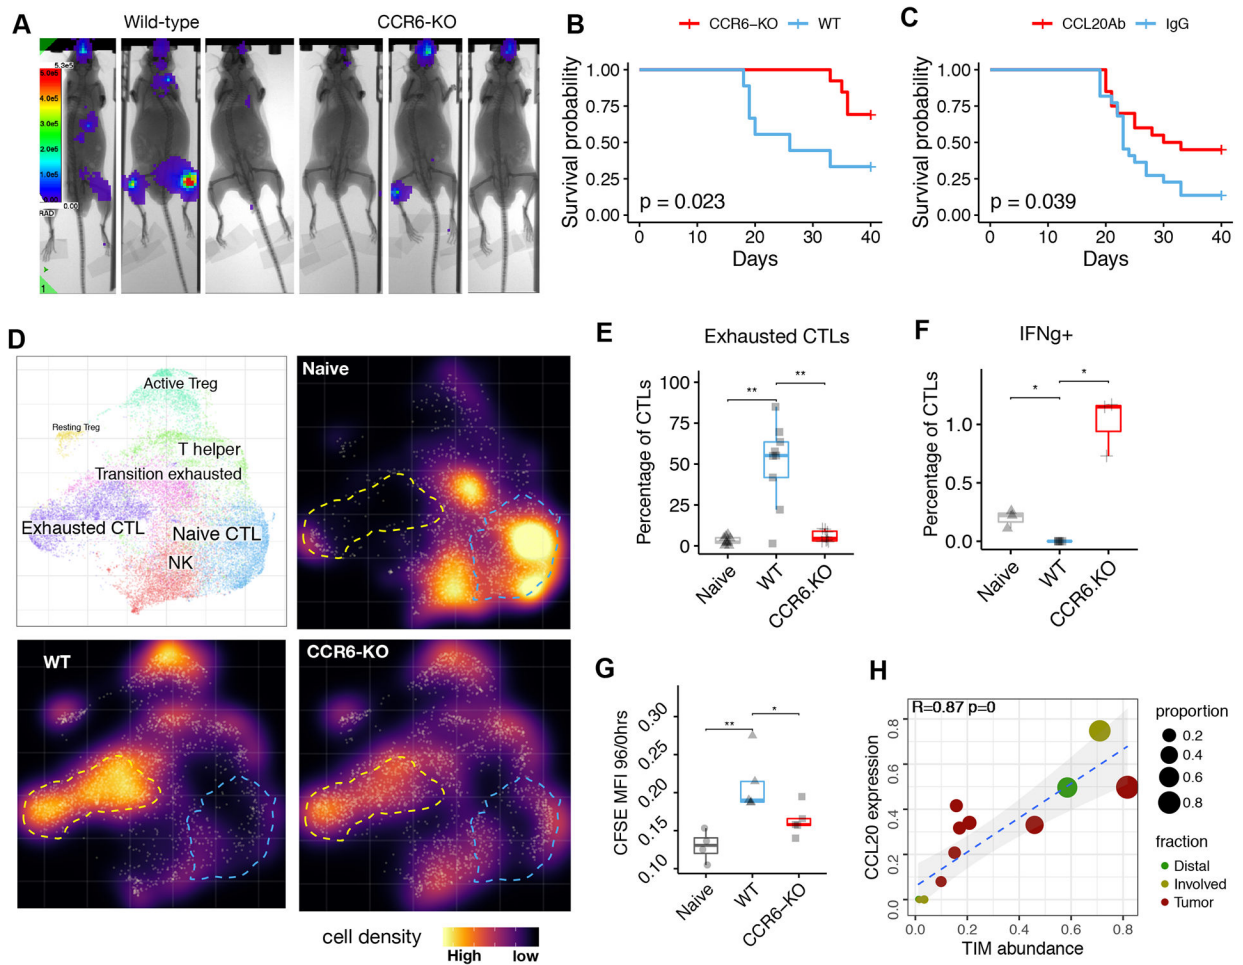 A
Wild-type
CCR6-KO
5.3e5
5.0e6
4.0e5
3.0e5
2.0e5
1.0e5
0.00
0.00
RAD
1
B
CCR6–KO
WT
Survival probability
1.00
0.75
0.50
0.25
0.00
p = 0.023
0
10
20
30
40
Days
C
CCL20Ab
IgG
Survival probability
1.00
0.75
0.50
0.25
0.00
p = 0.039
0
10
20
30
40
Days
D
Active Treg
Resting Treg
T helper
Transition exhausted
Exhausted CTL
Naive CTL
NK
Naive
WT
CCR6-KO
cell density
High
low
E
Exhausted CTLs
Percentage of CTLs
100
75
50
25
0
**
**
Naive
WT
CCR6.KO
F
IFNg+
Percentage of CTLs
1.0
0.5
0.0
*
*
Naive
WT
CCR6.KO
G
CFSE MFI 96/0hrs
0.30
0.25
0.20
0.15
0.10
**
*
Naive
WT
CCR6–KO
H
R=0.87 p=0
CCL20 expression
0.8
0.6
0.4
0.2
0.0
0.0
0.2
0.4
0.6
0.8
TIM abundance
proportion
0.2
0.4
0.6
0.8
fraction
Distal
Involved
Tumor